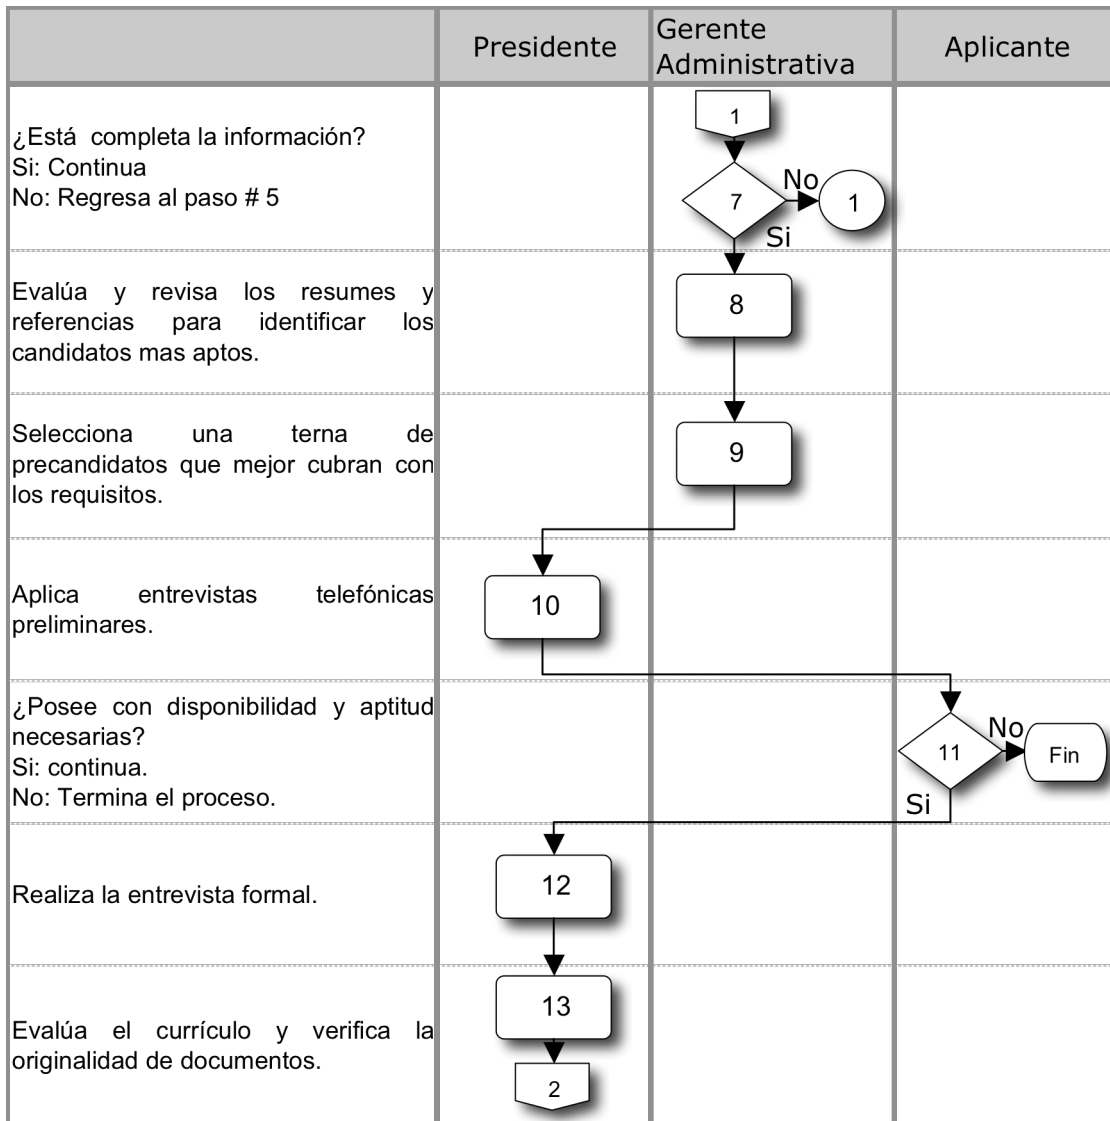 Presidente
Gerente
Administrativa
Aplicante
¿Está completa la información?
Si: Continua
No: Regresa al paso # 5
1
7
No
1
Si
Evalúa y revisa los resumes y
referencias para identificar los
candidatos mas aptos.
8
Selecciona una terna de
precandidatos que mejor cubran con
los requisitos.
9
Aplica entrevistas telefónicas
preliminares.
10
¿Posee con disponibilidad y aptitud
necesarias?
Si: continua.
No: Termina el proceso.
11
No
Fin
Si
Realiza la entrevista formal.
12
Evalúa el currículo y verifica la
originalidad de documentos.
13
2